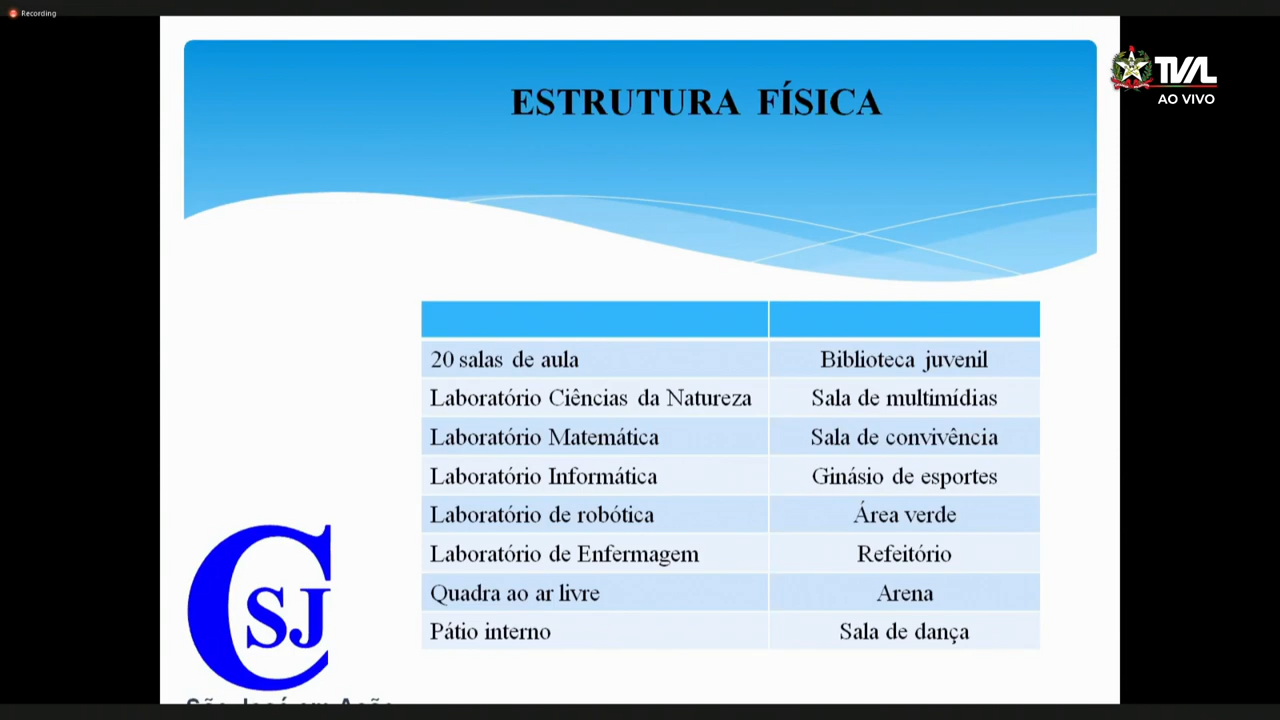 Recording
TVAL
AO VIVO
ESTRUTURA FÍSICA
20 salas de aula Biblioteca juvenil
Laboratório Ciências da Natureza Sala de multimídias
Laboratório Matemática Sala de convivência
Laboratório Informática Ginásio de esportes
Laboratório de robótica Área verde
Laboratório de Enfermagem Refeitório
Quadra ao ar livre Arena
Pátio interno Sala de dança
CSJ
São José em Ação